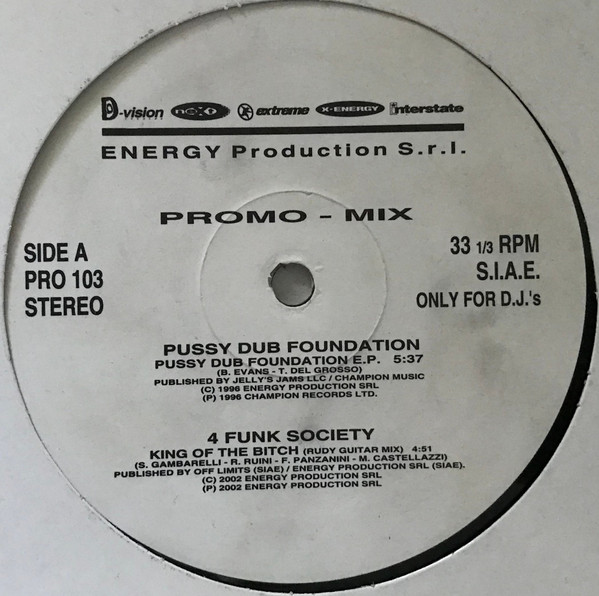 D-vision next extreme X-ENERGY interstate
ENERGY Production S.r.l.
PROMO - MIX
SIDE A
PRO 103
STEREO
33 1/3 RPM
S.I.A.E.
ONLY FOR D.J.'s
PUSSY DUB FOUNDATION
PUSSY DUB FOUNDATION E.P. 5:37
(B. EVANS - T. DEL GROSSO)
PUBLISHED BY JELLY'S JAMS LLC / CHAMPION MUSIC
(C) 1996 ENERGY PRODUCTION SRL
(P) 1996 CHAMPION RECORDS LTD.
4 FUNK SOCIETY
KING OF THE BITCH (RUDY GUITAR MIX) 4:51
(S. GAMBARELLI - R. RUINI - F. PANZANINI - M. CASTELLAZZI)
PUBLISHED BY OFF LIMITS (SIAE) / ENERGY PRODUCTION SRL (SIAE).
(C) 2002 ENERGY PRODUCTION SRL
(P) 2002 ENERGY PRODUCTION SRL